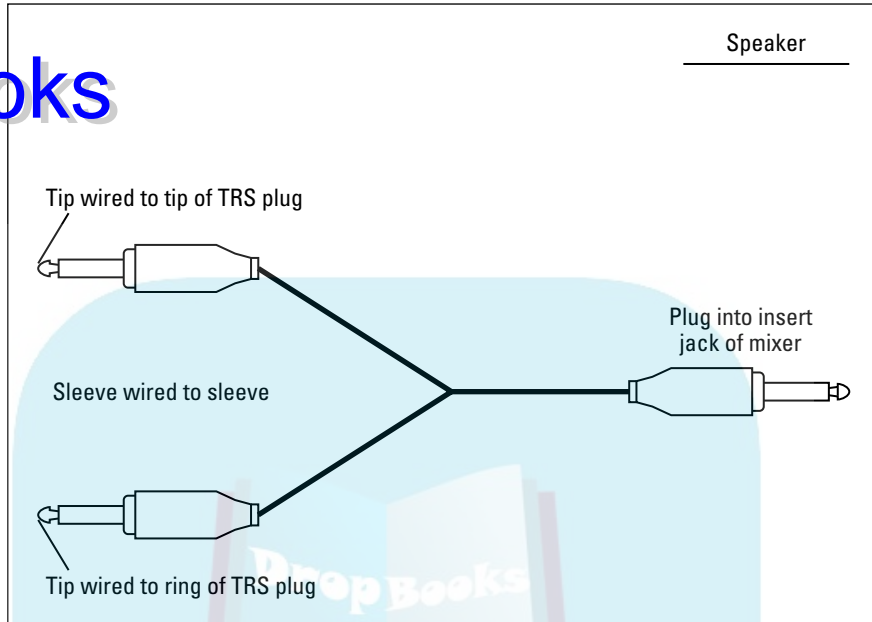 Speaker
oks
Tip wired to tip of TRS plug
Plug into insert
jack of mixer
Sleeve wired to sleeve
Tip wired to ring of TRS plug
DropBooks